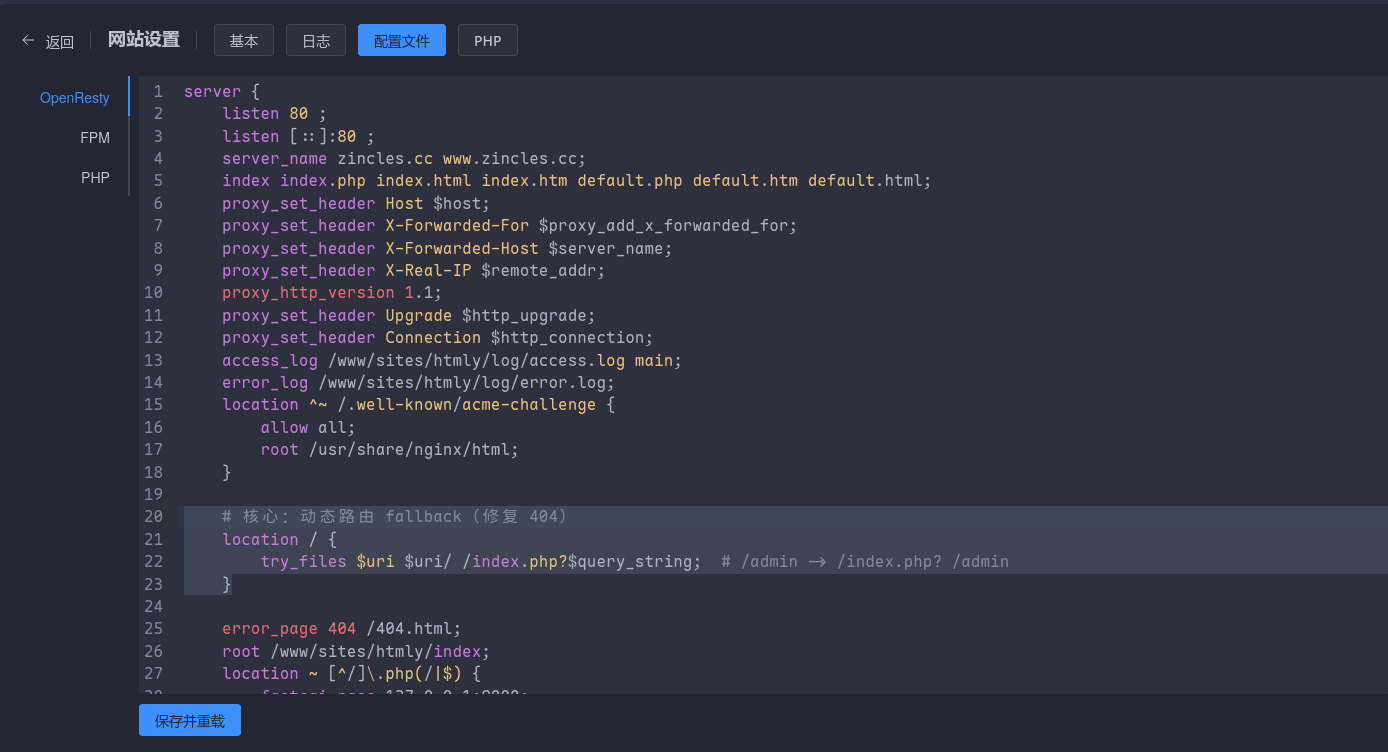 返回
网站设置
基本
日志
配置文件
PHP
OpenResty
FPM
PHP
1 server {
2     listen 80 ;
3     listen [::]:80 ;
4     server_name zincles.cc www.zincles.cc;
5     index index.php index.html index.htm default.php default.htm default.html;
6     proxy_set_header Host $host;
7     proxy_set_header X-Forwarded-For $proxy_add_x_forwarded_for;
8     proxy_set_header X-Forwarded-Host $server_name;
9     proxy_set_header X-Real-IP $remote_addr;
10     proxy_http_version 1.1;
11     proxy_set_header Upgrade $http_upgrade;
12     proxy_set_header Connection $http_connection;
13     access_log /www/sites/htmly/log/access.log main;
14     error_log /www/sites/htmly/log/error.log;
15     location ^~ /.well-known/acme-challenge {
16         allow all;
17         root /usr/share/nginx/html;
18     }
19
20     # 核心：动态路由 fallback（修复 404）
21     location / {
22         try_files $uri $uri/ /index.php?$query_string;  # /admin -> /index.php? /admin
23     }
24
25     error_page 404 /404.html;
26     root /www/sites/htmly/index;
27     location ~ [^/]\.php(/|$) {
28         fastcgi_pass 127.0.0.1:9000;
保存并重载